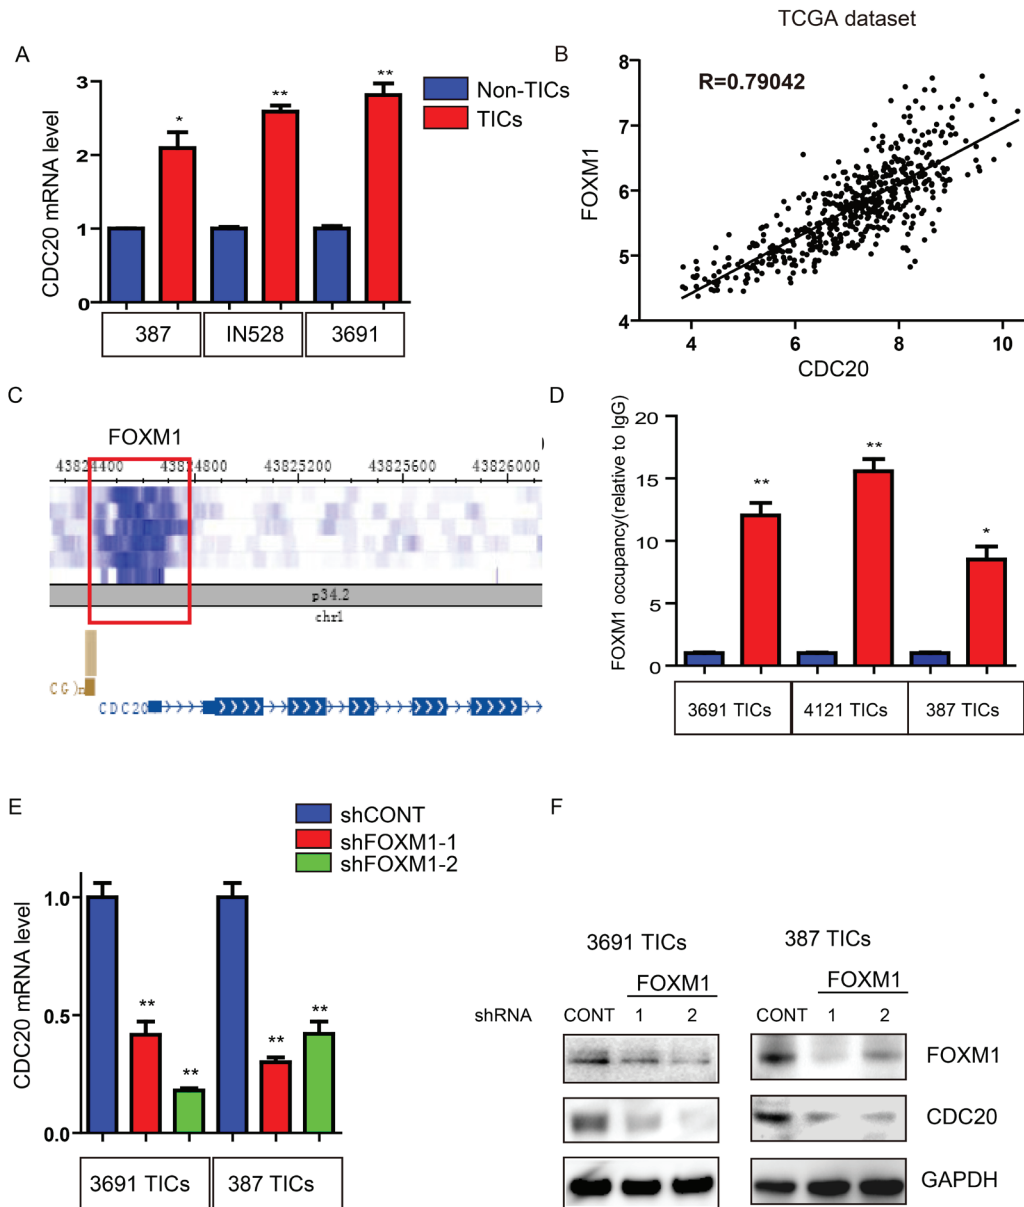 TCGA dataset
A
CDC20 mRNA level
3
2
1
0
*
**
**
Non-TICs
TICs
387
IN528
3691
B
R=0.79042
FOXM1
8
7
6
5
4
4
6
8
10
CDC20
C
FOXM1
43824400
43824800
43825200
43825600
43826000
p34.2
chr1
CG)n
CDC20
D
FOXM1 occupancy(relative to IgG)
20
15
10
5
0
**
**
*
3691 TICs
4121 TICs
387 TICs
E
shCONT
shFOXM1-1
shFOXM1-2
CDC20 mRNA level
1.0
0.5
0.0
**
**
**
**
3691 TICs
387 TICs
F
3691 TICs
387 TICs
FOXM1
FOXM1
shRNA
CONT
1
2
CONT
1
2
FOXM1
CDC20
GAPDH